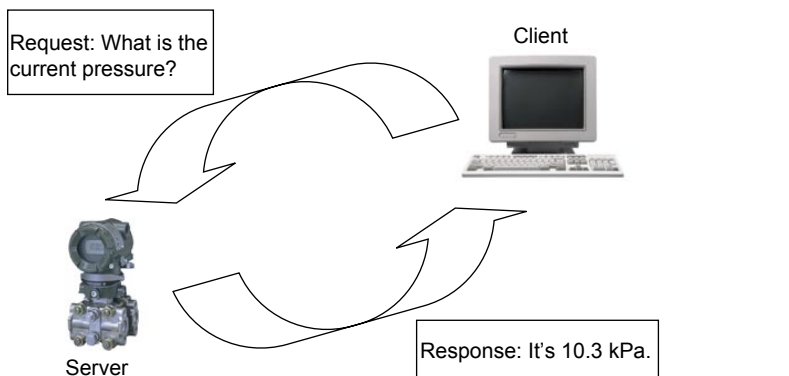 Request: What is the
current pressure?
Client
Server
Response: It's 10.3 kPa.